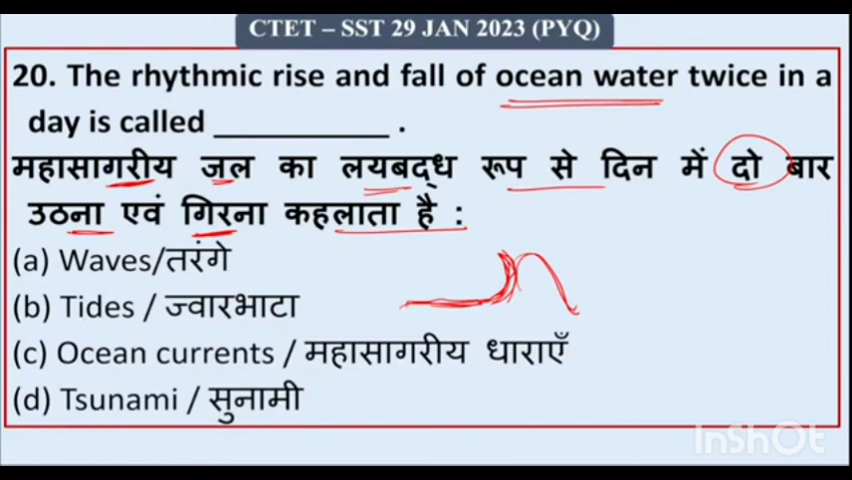 CTET – SST 29 JAN 2023 (PYQ)
20. The rhythmic rise and fall of ocean water twice in a
day is called ___________ .
महासागरीय जल का लयबद्ध रूप से दिन में दो बार
उठना एवं गिरना कहलाता है :
(a) Waves/तरंगे
(b) Tides / ज्वारभाटा
(c) Ocean currents / महासागरीय धाराएँ
(d) Tsunami / सुनामी
InShOt